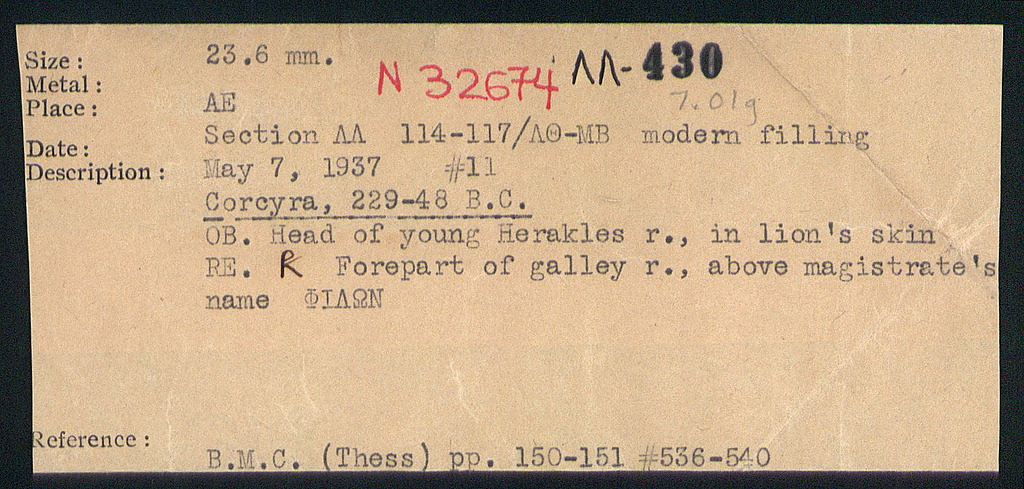 Size : 23.6 mm. N 32674 ΛΛ-430
Metal : 7.01g
Place : AE
Section ΛΛ 114-117/ΛΘ-ΜΒ modern filling
Date :
Description : May 7, 1937 #11
Corcyra, 229-48 B.C.
OB. Head of young Herakles r., in lion's skin
RE. Forepart of galley r., above magistrate's
name ΦΙΛΩΝ
Reference :
B.M.C. (Thess) pp. 150-151 #536-540